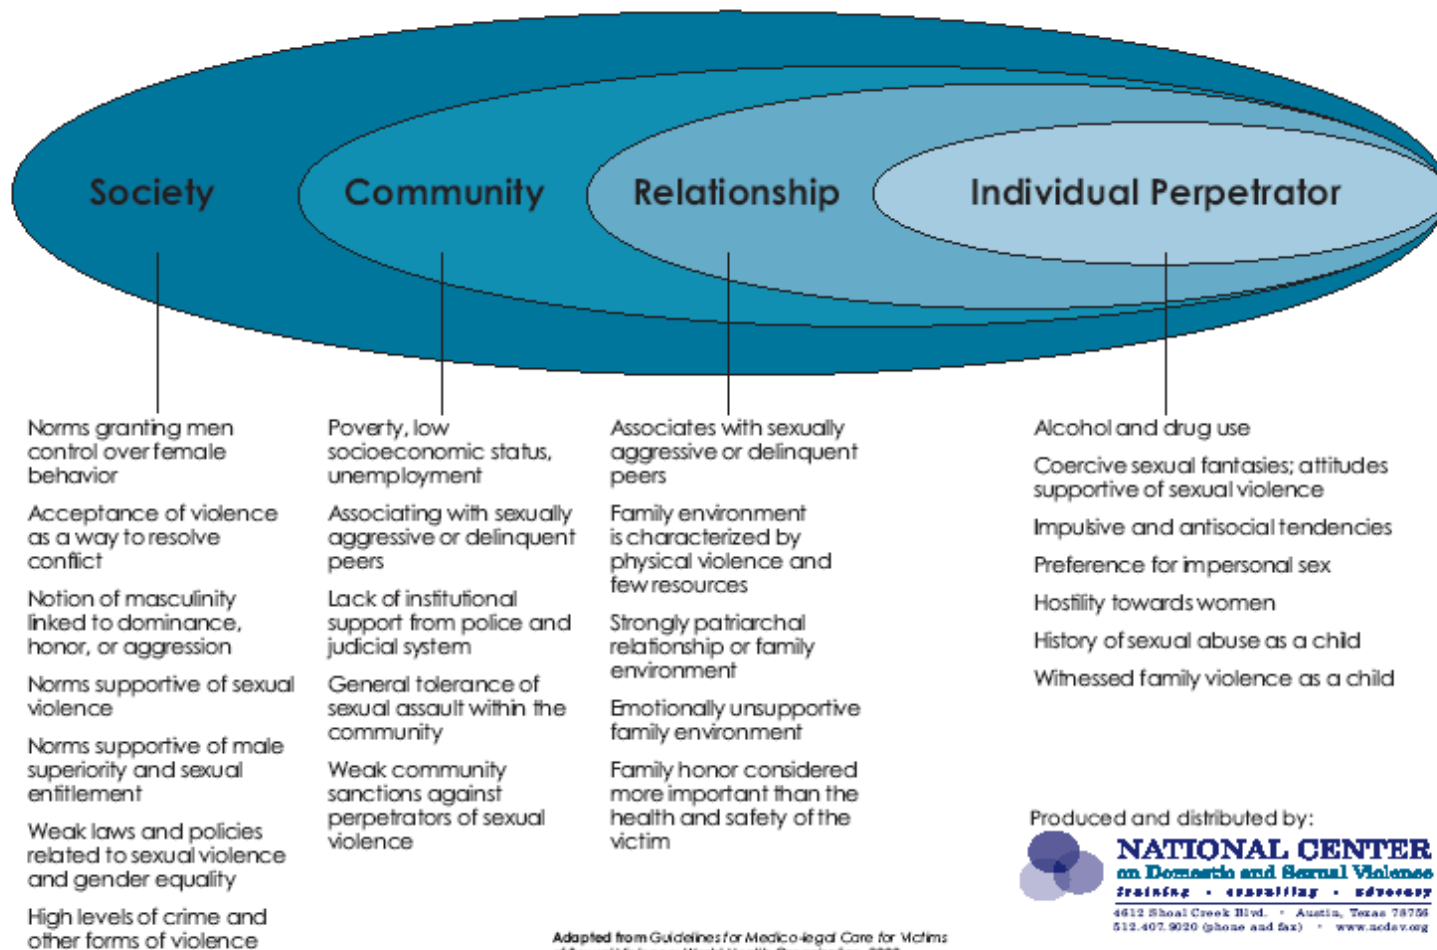 Society
Community
Relationship
Individual Perpetrator
Norms granting men
control over female
behavior
Acceptance of violence
as a way to resolve
conflict
Notion of masculinity
linked to dominance,
honor, or aggression
Norms supportive of sexual
violence
Norms supportive of male
superiority and sexual
entitlement
Weak laws and policies
related to sexual violence
and gender equality
High levels of crime and
other forms of violence
Poverty, low
socioeconomic status,
unemployment
Associating with sexually
aggressive or delinquent
peers
Lack of institutional
support from police and
judicial system
General tolerance of
sexual assault within the
community
Weak community
sanctions against
perpetrators of sexual
violence
Associates with sexually
aggressive or delinquent
peers
Family environment
is characterized by
physical violence and
few resources
Strongly patriarchal
relationship or family
environment
Emotionally unsupportive
family environment
Family honor considered
more important than the
health and safety of the
victim
Alcohol and drug use
Coercive sexual fantasies; attitudes
supportive of sexual violence
Impulsive and antisocial tendencies
Preference for impersonal sex
Hostility towards women
History of sexual abuse as a child
Witnessed family violence as a child
Produced and distributed by:
NATIONAL CENTER
on Domestic and Sexual Violence
training • consulting • advocacy
4612 Shoal Creek Blvd. • Austin, Texas 78756
512.407.9020 (phone and fax) • www.ncdsv.org
Adapted from Guidelines for Medico-legal Care for Victims